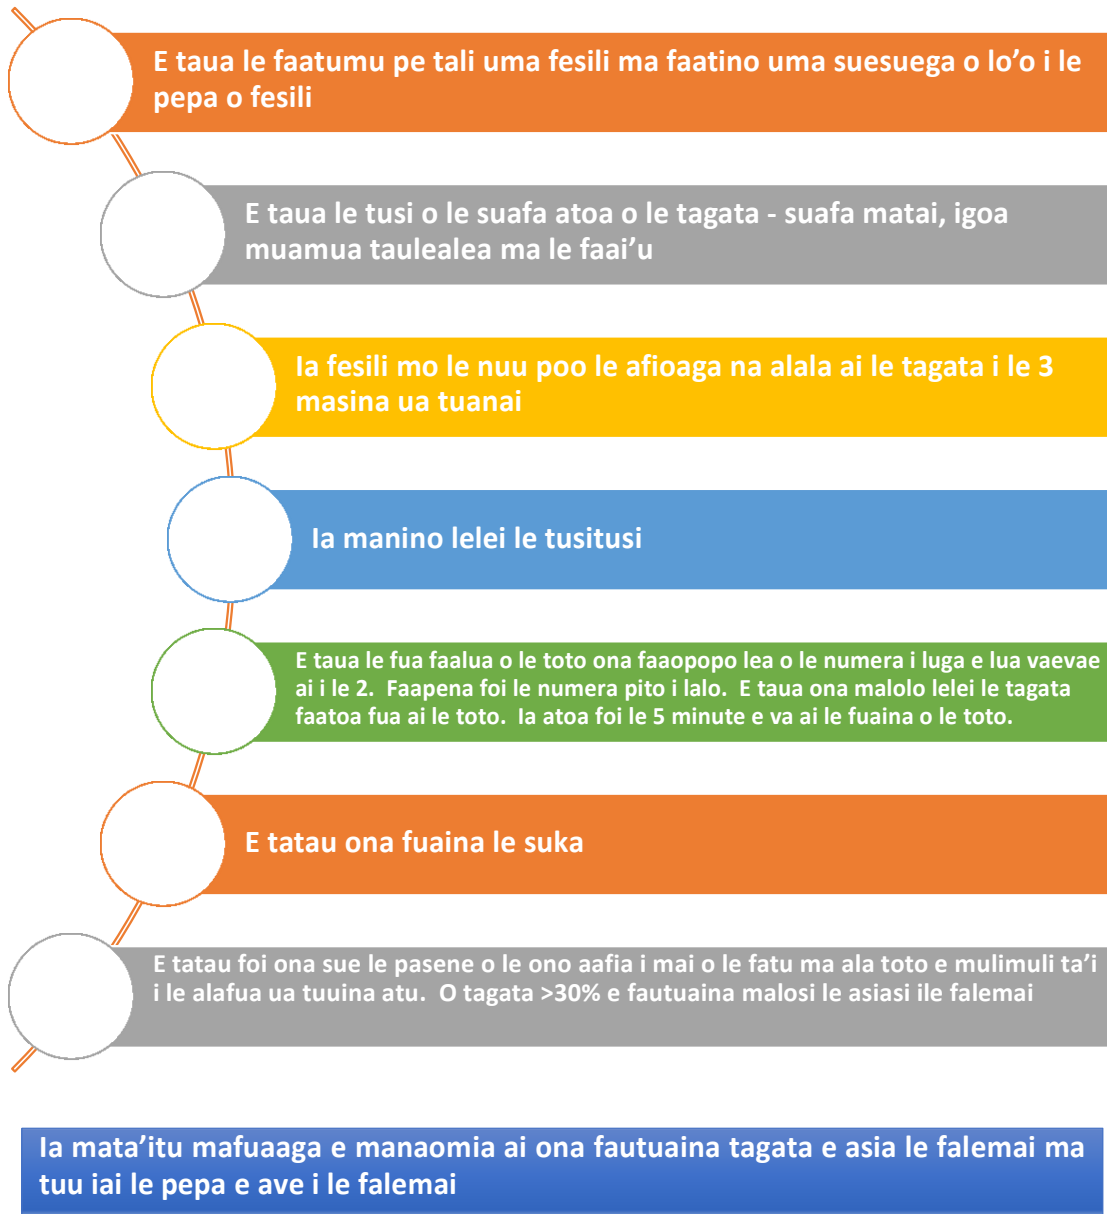 E taua le faatumu pe tali uma fesili ma faatino uma suesuega o lo’o i le
pepa o fesili
E taua le tusi o le suafa atoa o le tagata - suafa matai, igoa
muamua taulealea ma le faai’u
Ia fesili mo le nuu poo le afioaga na alala ai le tagata i le 3
masina ua tuanai
Ia manino lelei le tusitusi
E taua le fua faalua o le toto ona faaopopo lea o le numera i luga e lua vaevae
ai i le 2. Faapena foi le numera pito i lalo. E taua ona malolo lelei le tagata
faatoa fua ai le toto. Ia atoa foi le 5 minute e va ai le fuaina o le toto.
E tatau ona fuaina le suka
E tatau foi ona sue le pasene o le ono aafia i mai o le fatu ma ala toto e mulimuli ta’i
i le alafua ua tuuina atu. O tagata >30% e fautuaina malosi le asiasi ile falemai
Ia mata’itu mafuaaga e manaomia ai ona fautuaina tagata e asia le falemai ma
tuu iai le pepa e ave i le falemai